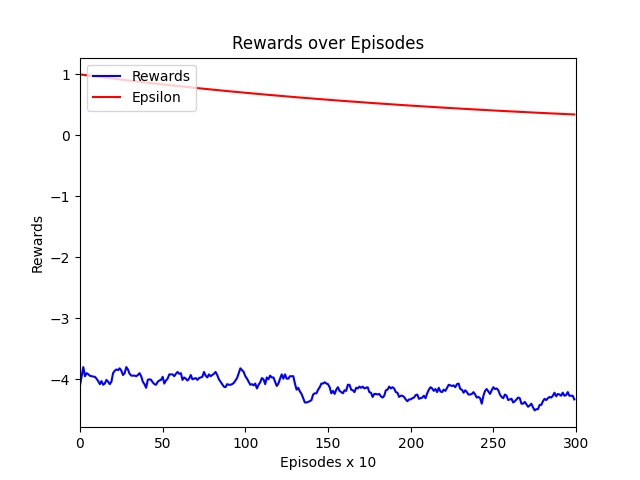 Rewards over Episodes
Rewards
Epsilon
1
0
−1
−2
−3
−4
Rewards
0 50 100 150 200 250 300
Episodes x 10